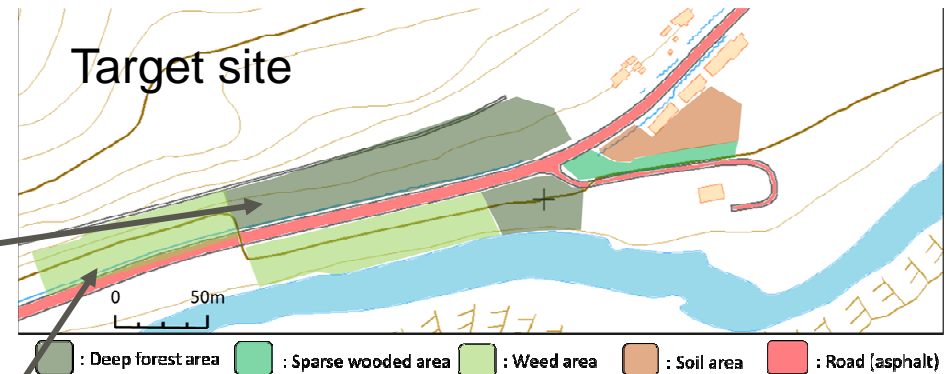 Target site
0 50m
: Deep forest area : Sparse wooded area : Weed area : Soil area : Road (asphalt)